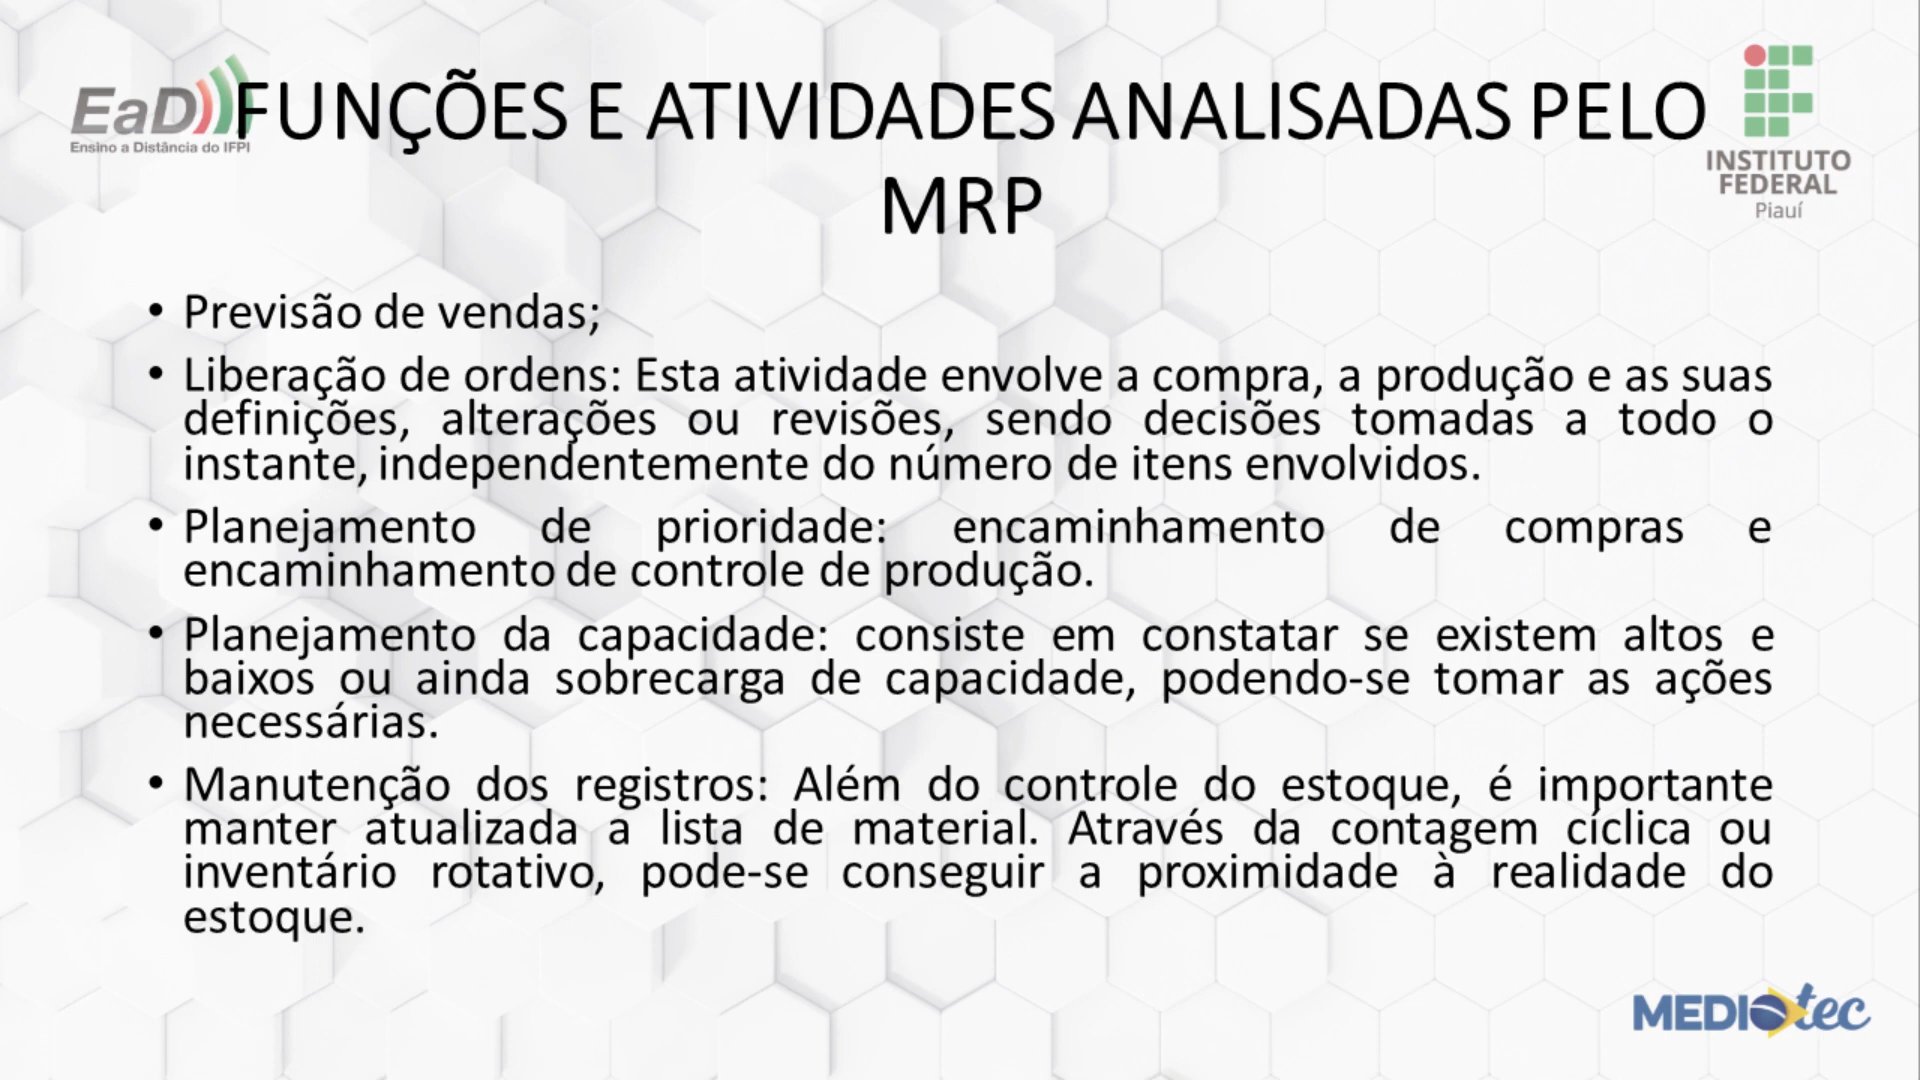 EaD
Ensino a Distância do IFPI
FUNÇÕES E ATIVIDADES ANALISADAS PELO
MRP
INSTITUTO
FEDERAL
Piauí
• Previsão de vendas;
• Liberação de ordens: Esta atividade envolve a compra, a produção e as suas
definições, alterações ou revisões, sendo decisões tomadas a todo o
instante, independentemente do número de itens envolvidos.
• Planejamento de prioridade: encaminhamento de compras e
encaminhamento de controle de produção.
• Planejamento da capacidade: consiste em constatar se existem altos e
baixos ou ainda sobrecarga de capacidade, podendo-se tomar as ações
necessárias.
• Manutenção dos registros: Além do controle do estoque, é importante
manter atualizada a lista de material. Através da contagem cíclica ou
inventário rotativo, pode-se conseguir a proximidade à realidade do
estoque.
MEDIOtec